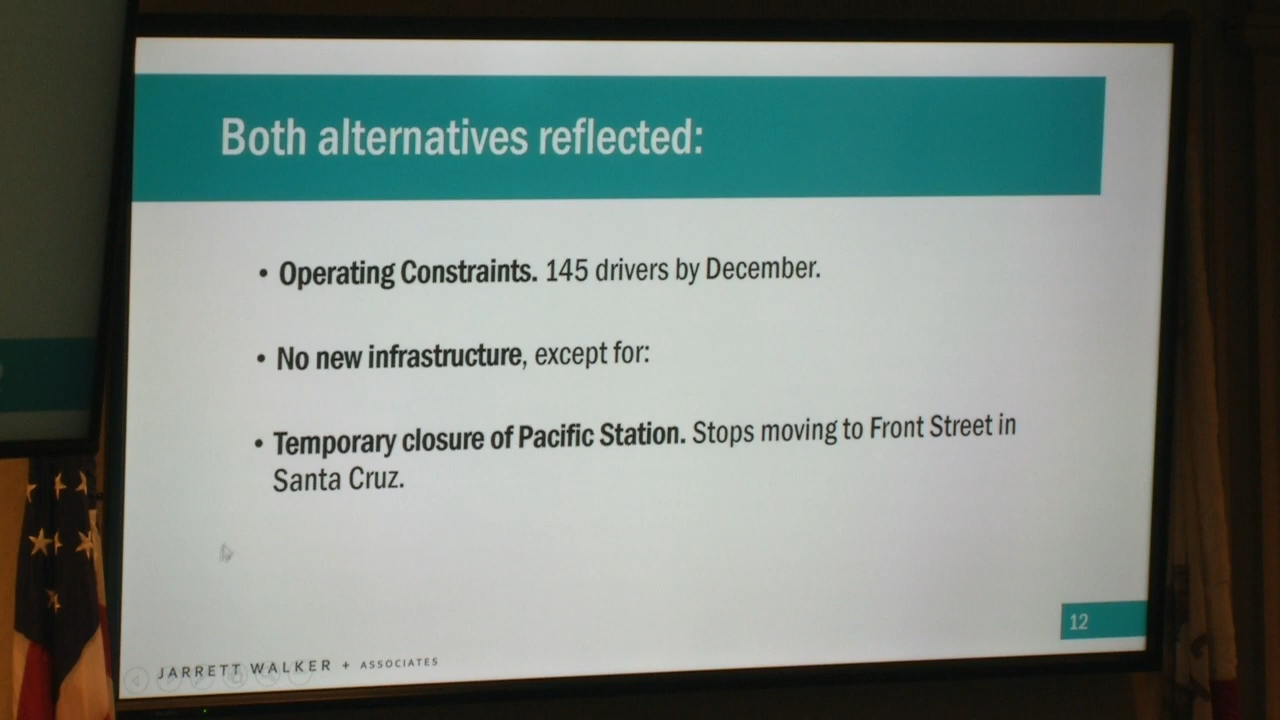 Both alternatives reflected:
• Operating Constraints. 145 drivers by December.
• No new infrastructure, except for:
• Temporary closure of Pacific Station. Stops moving to Front Street in
Santa Cruz.
12
JARRETT WALKER + ASSOCIATES